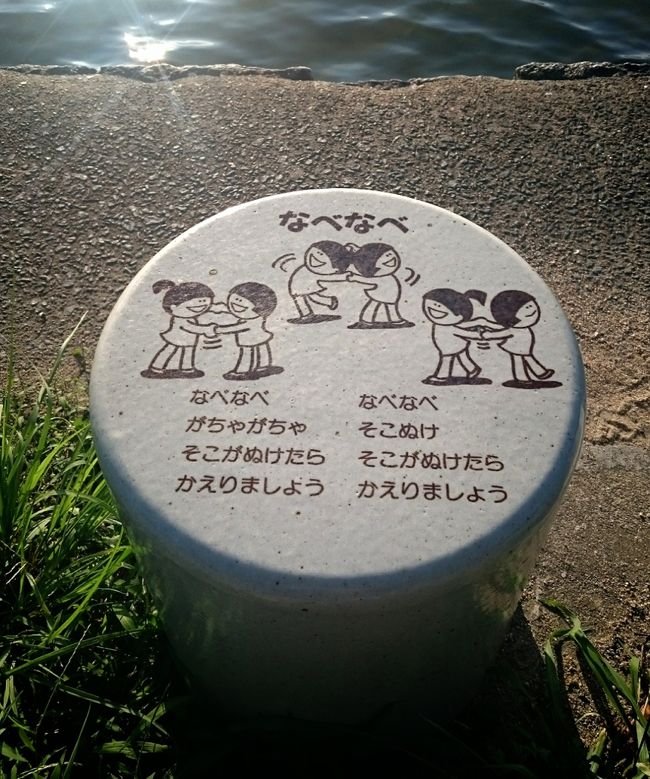 なべなべ
なべなべ
がちゃがちゃ
そこがぬけたら
かえりましよう
なべなべ
そこぬけ
そこがぬけたら
かえりましよう